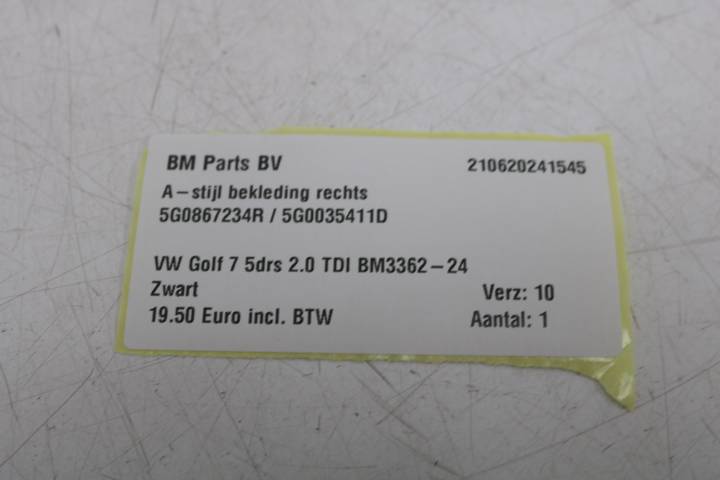 BM Parts BV 210620241545
A-stijl bekleding rechts
5G0867234R / 5G0035411D
VW Golf 7 5drs 2.0 TDI BM3362-24
Zwart Verz: 10
19.50 Euro incl. BTW Aantal: 1